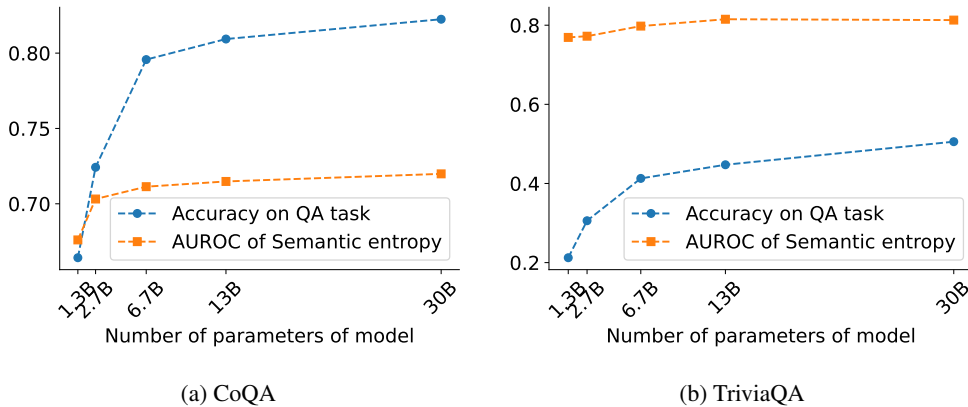 0.80
0.75
0.70
Accuracy on QA task
AUROC of Semantic entropy
1.3B
2.7B
6.7B
13B
30B
Number of parameters of model
(a) CoQA
0.8
0.6
0.4
0.2
Accuracy on QA task
AUROC of Semantic entropy
1.3B
2.7B
6.7B
13B
30B
Number of parameters of model
(b) TriviaQA